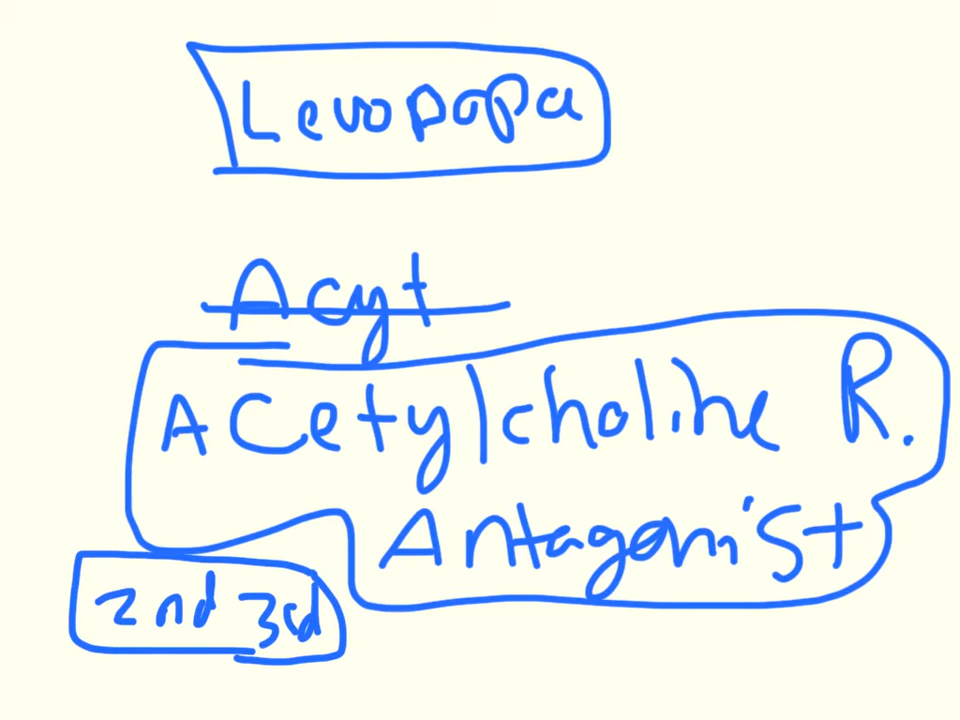 Levopopa
Acyt
Acetylcholine R.
Antagonist
2nd 3rd